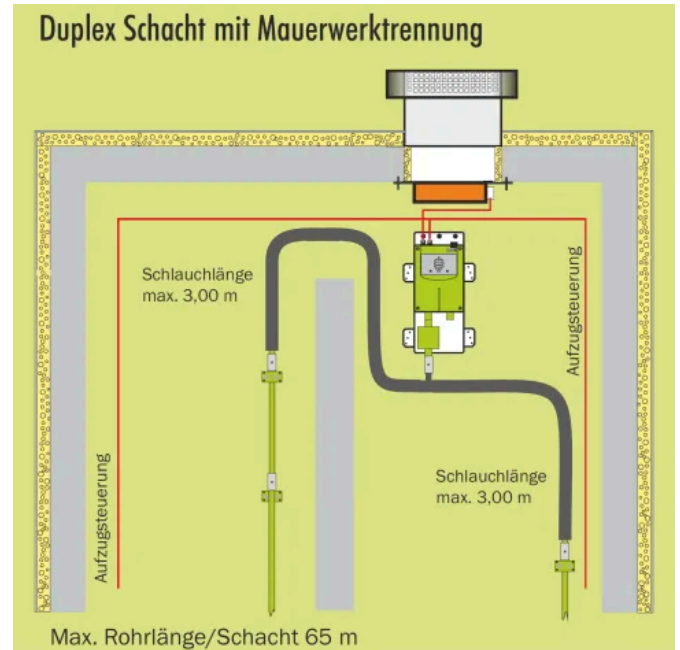 Duplex Schacht mit Mauerwerktrennung
Schlauchlänge
max. 3,00 m
Aufzugsteuerung
Schlauchlänge
max. 3,00 m
Aufzugsteuerung
Max. Rohrlänge/Schacht 65 m